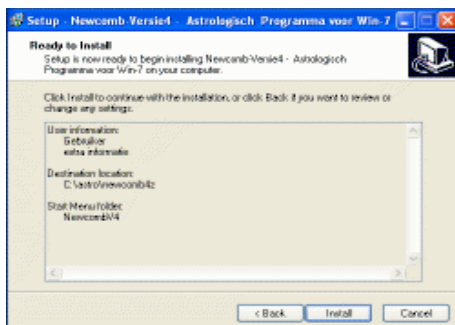 Setup - Newcomb-Versie4 - Astrologisch Programma voor Win-7
Ready to Install
Setup is now ready to begin installing Newcomb-Versie4 - Astrologisch
Programma voor Win-7 on your computer.
Click Install to continue with the installation, or click Back if you want to review or
change any settings.
User information:
Gebruiker
extra informatie
Destination location:
C:\astro\newcomb4z
Start Menu folder:
NewcombV4
< Back
Install
Cancel